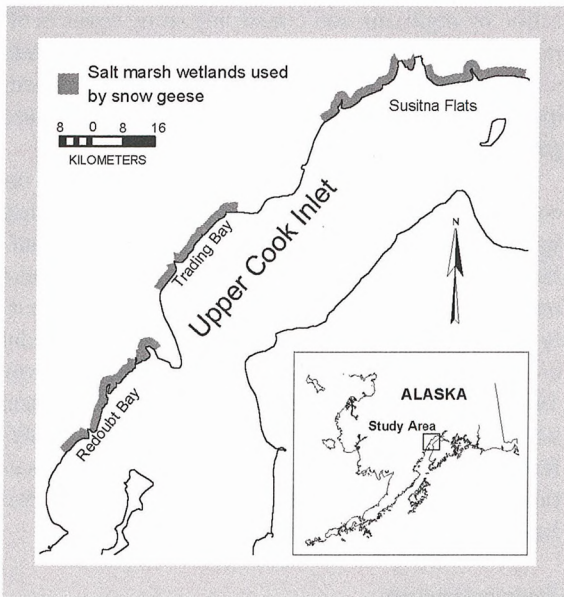 Salt marsh wetlands used
by snow geese
8 0 8 16
KILOMETERS
Susitna Flats
Trading Bay
Upper Cook Inlet
N
Redoubt Bay
ALASKA
Study Area